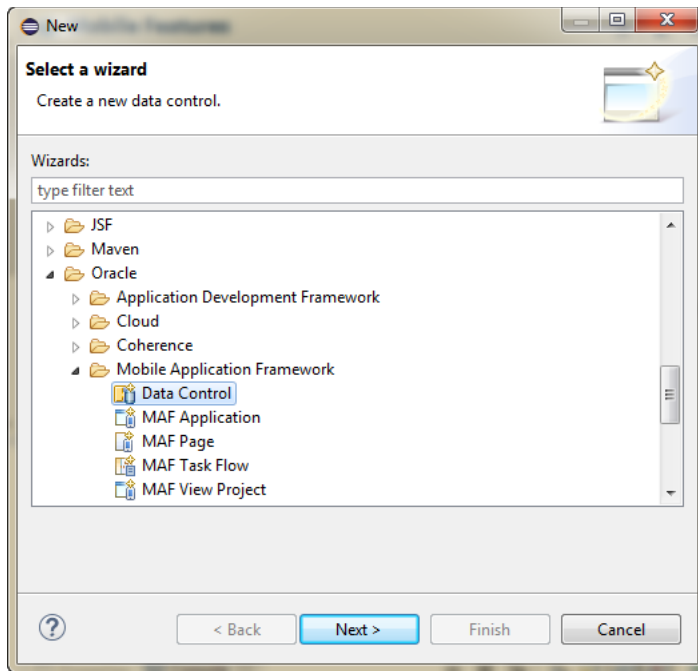 New
Select a wizard
Create a new data control.
Wizards:
type filter text
JSF
Maven
Oracle
Application Development Framework
Cloud
Coherence
Mobile Application Framework
Data Control
MAF Application
MAF Page
MAF Task Flow
MAF View Project
?
< Back
Next >
Finish
Cancel